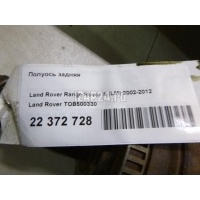 Полуось задняя
Land Rover Range Rover III (LM) 2002-2012
Land Rover TOB500330
22 372 728